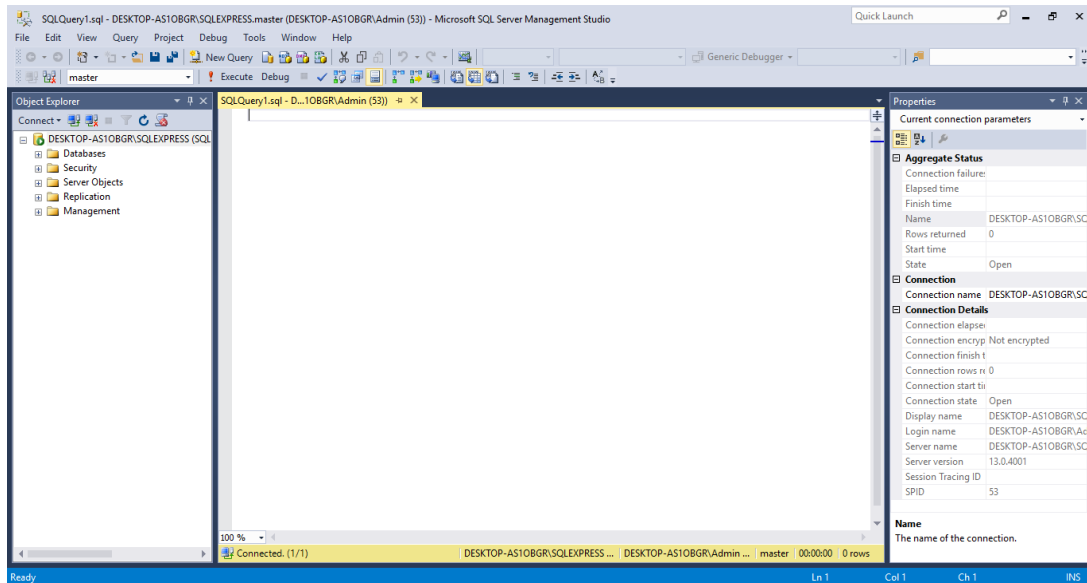 SQLQuery1.sql - DESKTOP-AS1OBGR\SQLEXPRESS.master (DESKTOP-AS1OBGR\Admin (53)) - Microsoft SQL Server Management Studio
Quick Launch
File Edit View Query Project Debug Tools Window Help
New Query
Generic Debugger
master
Execute Debug
Object Explorer
Connect
DESKTOP-AS1OBGR\SQLEXPRESS (SQL
Databases
Security
Server Objects
Replication
Management
SQLQuery1.sql - D...1OBGR\Admin (53))
100 %
Connected. (1/1)
DESKTOP-AS1OBGR\SQLEXPRESS ...
DESKTOP-AS1OBGR\Admin ...
master
00:00:00
0 rows
Properties
Current connection parameters
Aggregate Status
Connection failures
Elapsed time
Finish time
Name DESKTOP-AS1OBGR\SQ
Rows returned 0
Start time
State Open
Connection
Connection name DESKTOP-AS1OBGR\SQ
Connection Details
Connection elapse
Connection encryp Not encrypted
Connection finish t
Connection rows re 0
Connection start ti
Connection state Open
Display name DESKTOP-AS1OBGR\SQ
Login name DESKTOP-AS1OBGR\Ad
Server name DESKTOP-AS1OBGR\SQ
Server version 13.0.4001
Session Tracing ID
SPID 53
Name
The name of the connection.
Ready Ln 1 Col 1 Ch 1 INS